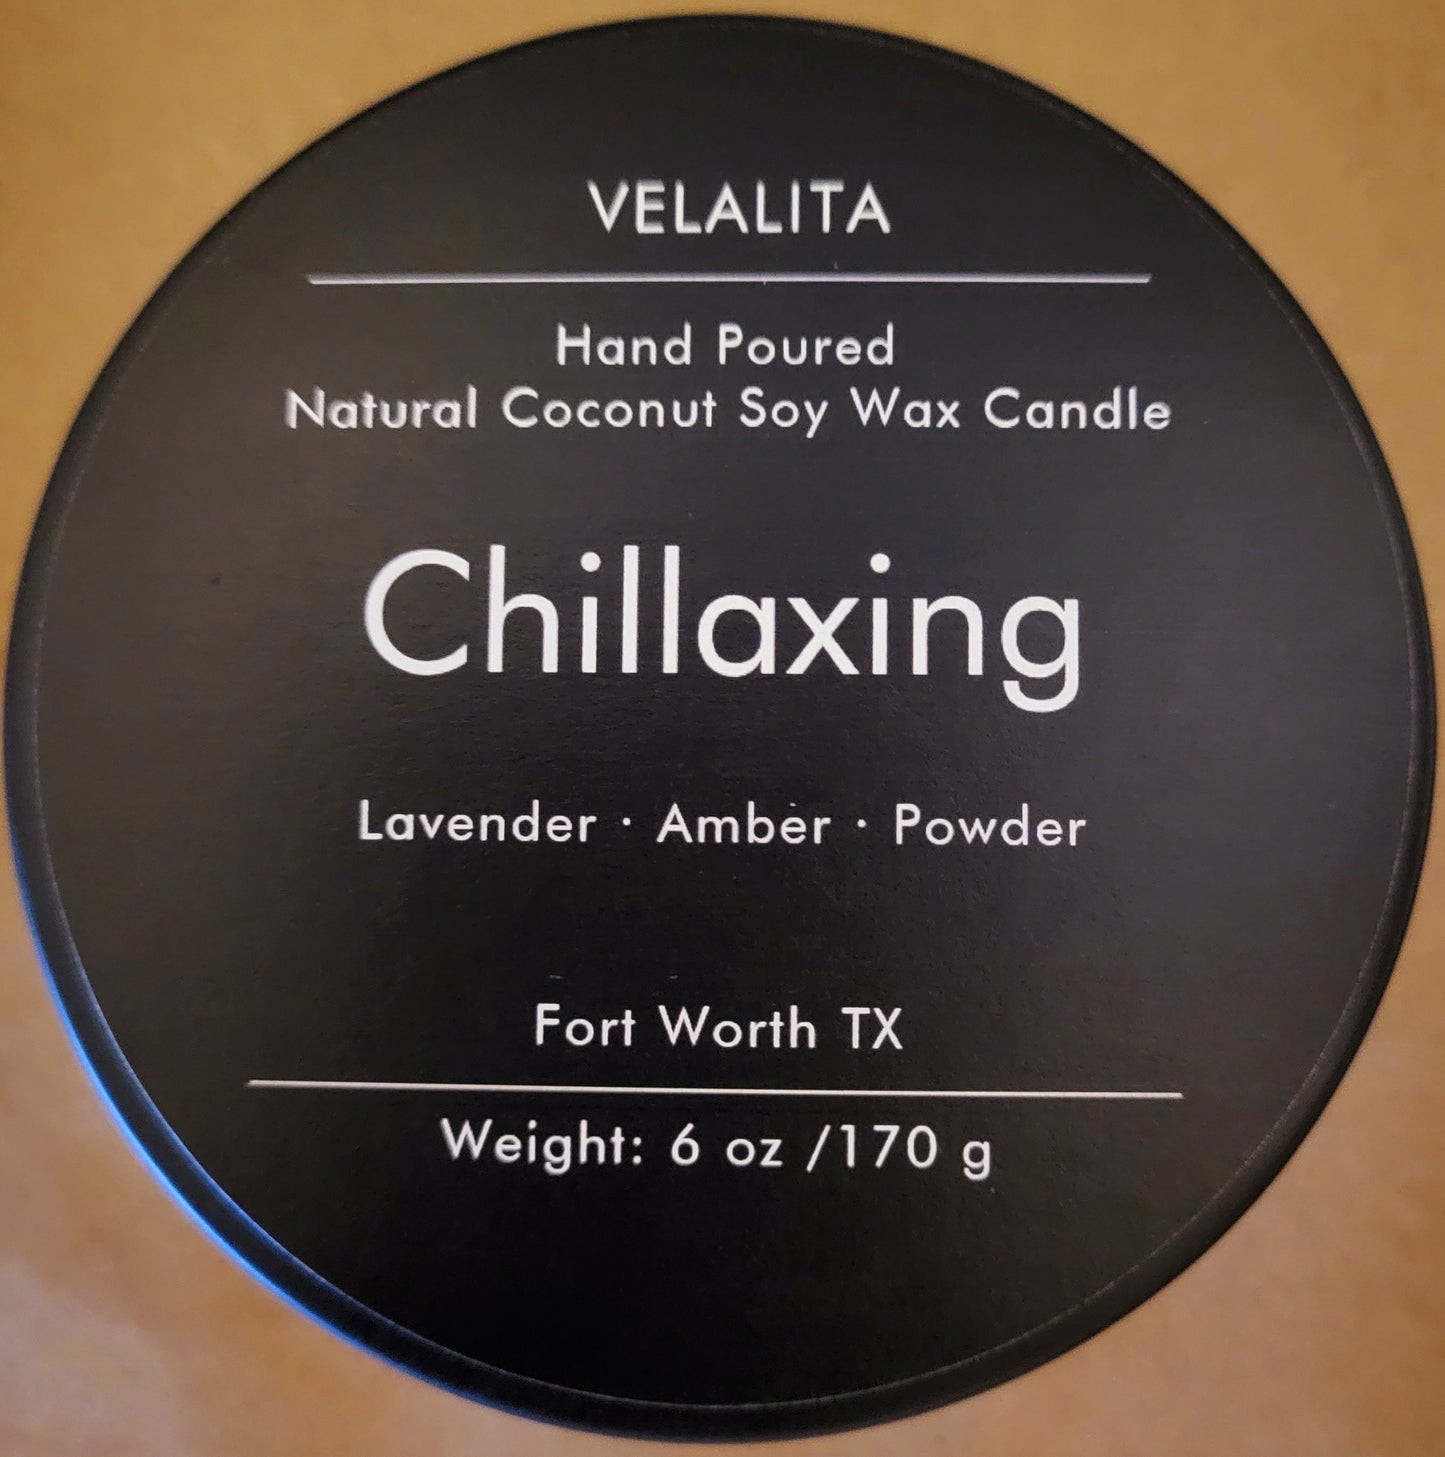 VELALITA
Hand Poured
Natural Coconut Soy Wax Candle
Chillaxing
Lavender · Amber · Powder
Fort Worth TX
Weight: 6 oz /170 g